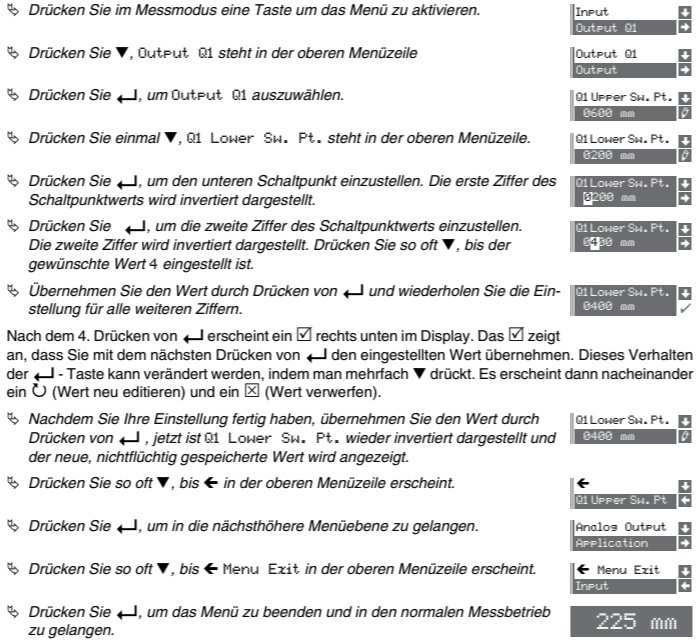 ↳ Drücken Sie im Messmodus eine Taste um das Menü zu aktivieren.
Input
Output Q1
↳ Drücken Sie ▼, Output Q1 steht in der oberen Menüzeile
Output Q1
Output
↳ Drücken Sie ↵, um Output Q1 auszuwählen.
Q1 Upper Sw. Pt.
0600 mm
↳ Drücken Sie einmal ▼, Q1 Lower Sw. Pt. steht in der oberen Menüzeile.
Q1 Lower Sw. Pt.
0200 mm
↳ Drücken Sie ↵, um den unteren Schaltpunkt einzustellen. Die erste Ziffer des
Schaltpunktwerts wird invertiert dargestellt.
Q1 Lower Sw. Pt.
0200 mm
↳ Drücken Sie ↵, um die zweite Ziffer des Schaltpunktwerts einzustellen.
Die zweite Ziffer wird invertiert dargestellt. Drücken Sie so oft ▼, bis der
gewünschte Wert 4 eingestellt ist.
Q1 Lower Sw. Pt.
0400 mm
↳ Übernehmen Sie den Wert durch Drücken von ↵ und wiederholen Sie die Ein-
stellung für alle weiteren Ziffern.
Q1 Lower Sw. Pt.
0400 mm ✓
Nach dem 4. Drücken von ↵ erscheint ein ☑ rechts unten im Display. Das ☑ zeigt
an, dass Sie mit dem nächsten Drücken von ↵ den eingestellten Wert übernehmen. Dieses Verhalten
der ↵ - Taste kann verändert werden, indem man mehrfach ▼ drückt. Es erscheint dann nacheinander
ein ↻ (Wert neu editieren) und ein ☒ (Wert verwerfen).
↳ Nachdem Sie Ihre Einstellung fertig haben, übernehmen Sie den Wert durch
Drücken von ↵ , jetzt ist Q1 Lower Sw. Pt. wieder invertiert dargestellt und
der neue, nichtflüchtig gespeicherte Wert wird angezeigt.
Q1 Lower Sw. Pt.
0400 mm
↳ Drücken Sie so oft ▼, bis ← in der oberen Menüzeile erscheint.
←
Q1 Upper Sw. Pt
↳ Drücken Sie ↵, um in die nächsthöhere Menüebene zu gelangen.
Analog Output
Application
↳ Drücken Sie so oft ▼, bis ← Menu Exit in der oberen Menüzeile erscheint.
← Menu Exit
Input
↳ Drücken Sie ↵, um das Menü zu beenden und in den normalen Messbetrieb
zu gelangen.
225 mm